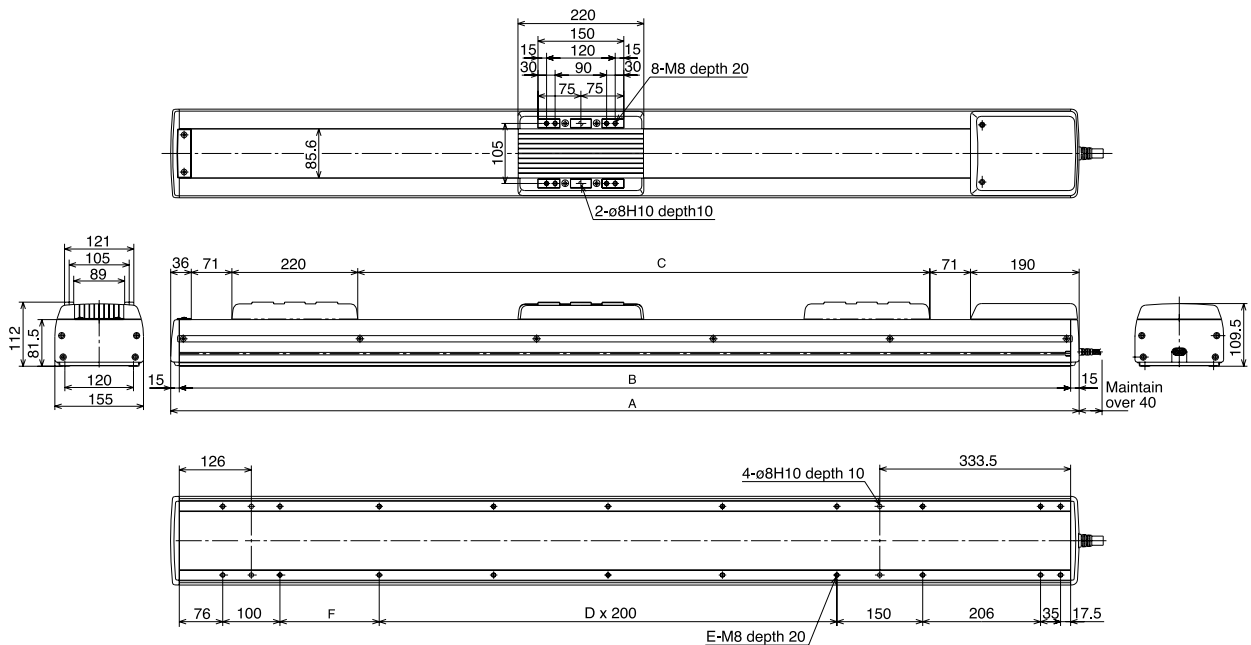 220
150
15 120 15
30 90 30
8-M8 depth 20
75 75
85.6
105
2-ø8H10 depth10
121
105
89
112
81.5
120
155
36 71 220 C 71 190
109.5
15 B 15
A
Maintain
over 40
126
333.5
4-ø8H10 depth 10
76 100 F D x 200 150 206 35 17.5
E-M8 depth 20